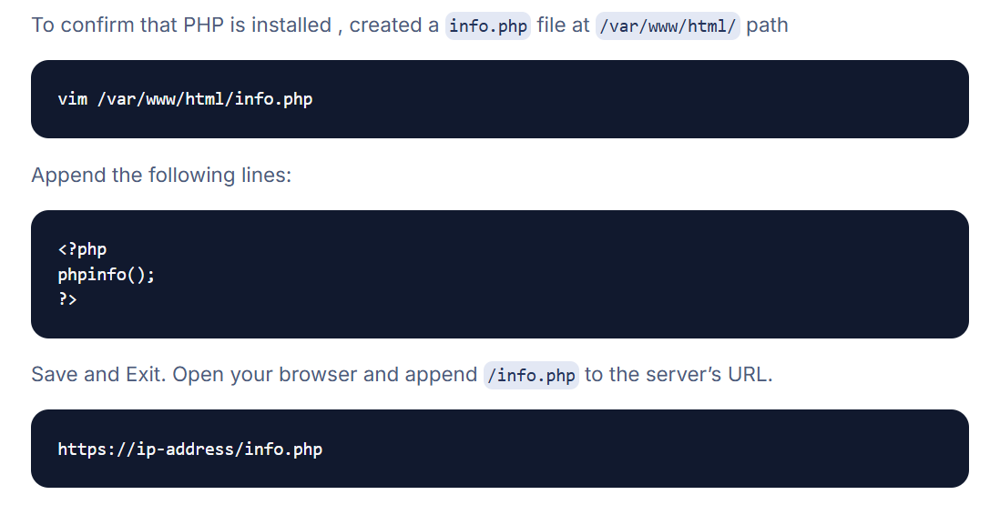 To confirm that PHP is installed , created a info.php file at /var/www/html/ path
vim /var/www/html/info.php
Append the following lines:
<?php
phpinfo();
?>
Save and Exit. Open your browser and append /info.php to the server’s URL.
https://ip-address/info.php